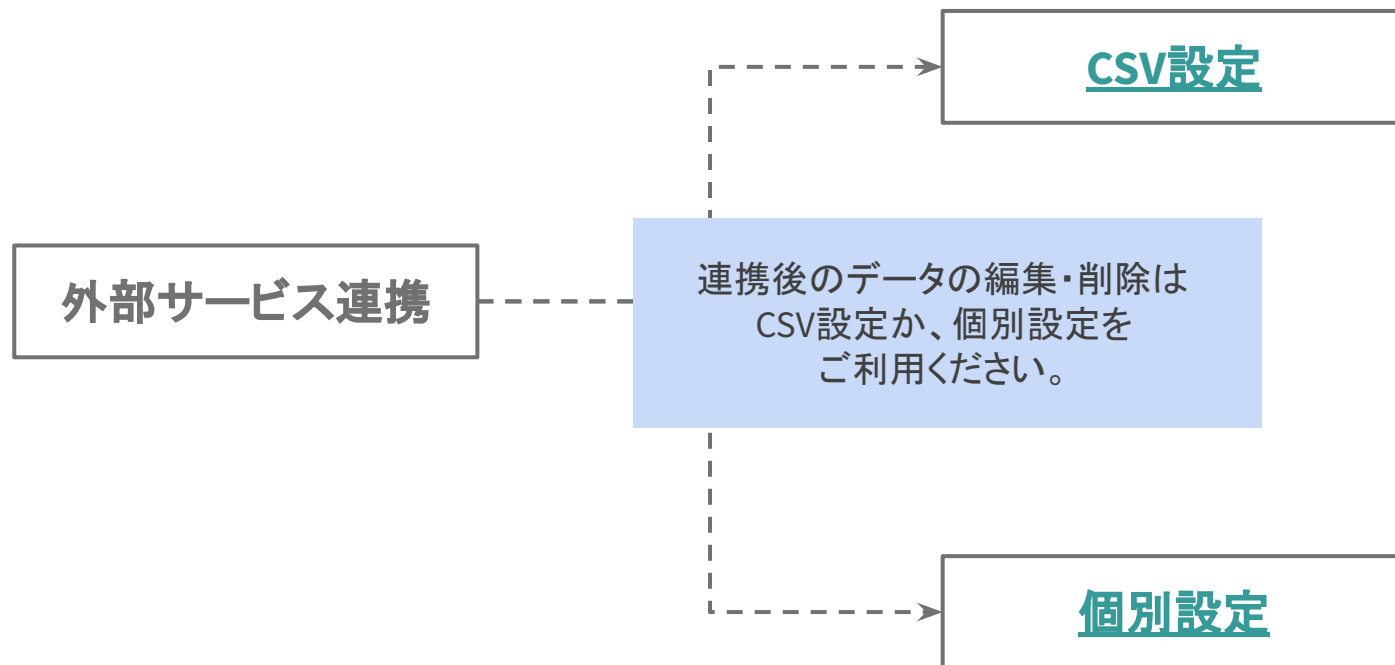 CSV設定
外部サービス連携
連携後のデータの編集・削除は
CSV設定か、個別設定を
ご利用ください。
個別設定